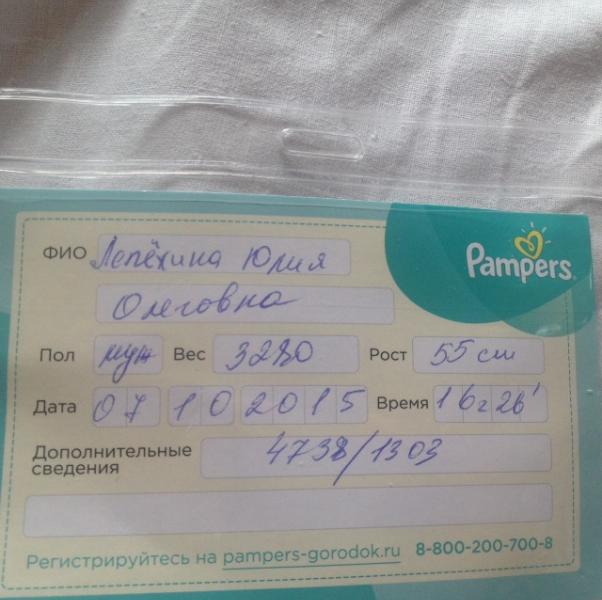 Pampers
ФИО Лепёхина Юлия
Олеговна
Пол муж Вес 3280 Рост 55 см
Дата 07 10 2015 Время 16ч 26'
Дополнительные сведения 4738/1303
Регистрируйтесь на pampers-gorodok.ru 8-800-200-700-8